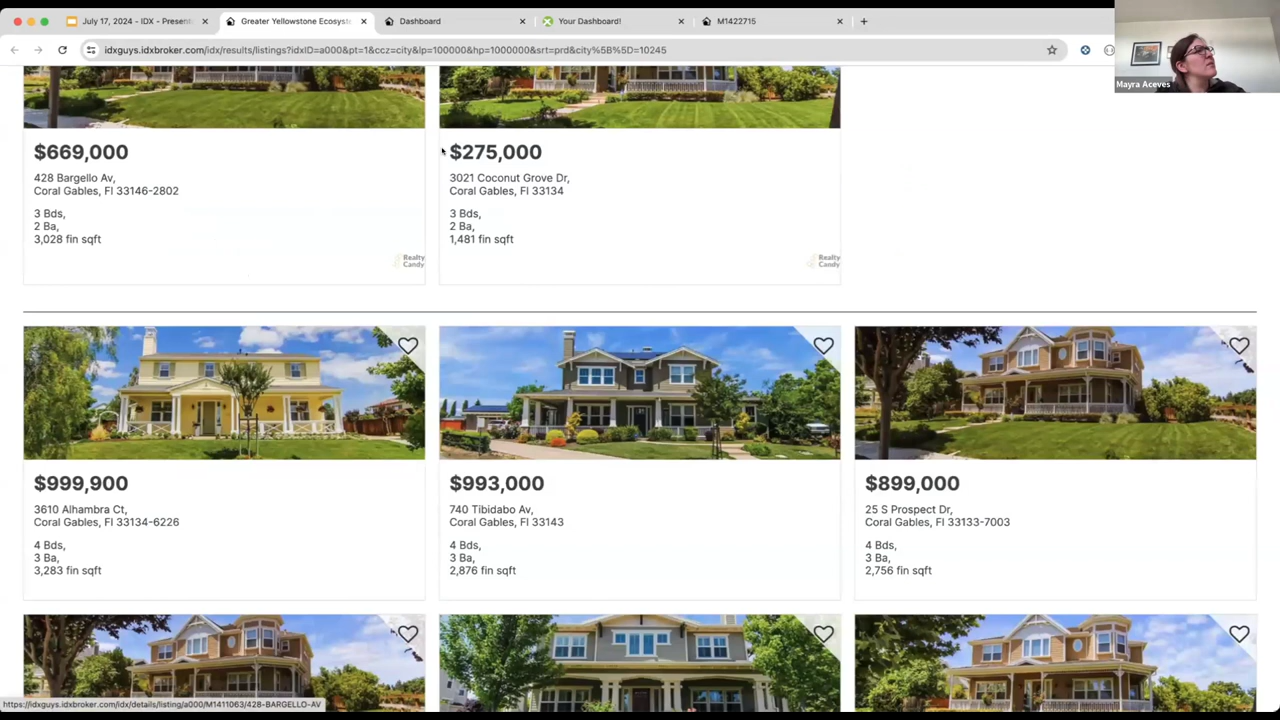 July 17, 2024 - IDX - Present
Greater Yellowstone Ecosyst
Dashboard
Your Dashboard!
M1422715
idxguys.idxbroker.com/idx/results/listings?idxID=a000&pt=1&ccz=city&lp=100000&hp=1000000&srt=prd&city%5B%5D=10245
Mayra Aceves
$669,000
428 Bargello Av,
Coral Gables, Fl 33146-2802
3 Bds,
2 Ba,
3,028 fin sqft
Realty
Candy
$275,000
3021 Coconut Grove Dr,
Coral Gables, Fl 33134
3 Bds,
2 Ba,
1,481 fin sqft
Realty
Candy
$999,900
3610 Alhambra Ct,
Coral Gables, Fl 33134-6226
4 Bds,
3 Ba,
3,283 fin sqft
$993,000
740 Tibidabo Av,
Coral Gables, Fl 33143
4 Bds,
3 Ba,
2,876 fin sqft
$899,000
25 S Prospect Dr,
Coral Gables, Fl 33133-7003
4 Bds,
3 Ba,
2,756 fin sqft
https://idxguys.idxbroker.com/idx/details/listing/a000/M1411063/428-BARGELLO-AV